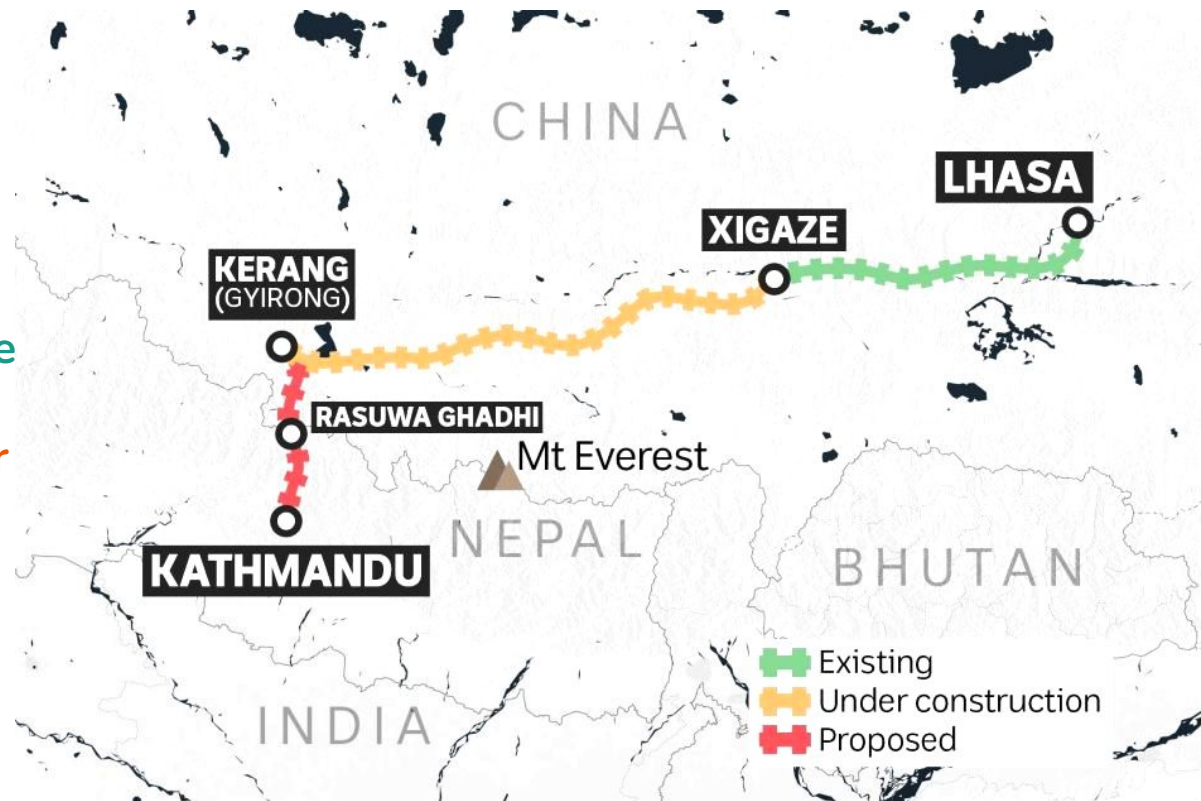 CHINA
LHASA
XIGAZE
KERANG
(GYIRONG)
e
RASUWA GHADHI
r
Mt Everest
NEPAL
KATHMANDU
BHUTAN
Existing
Under construction
INDIA
Proposed